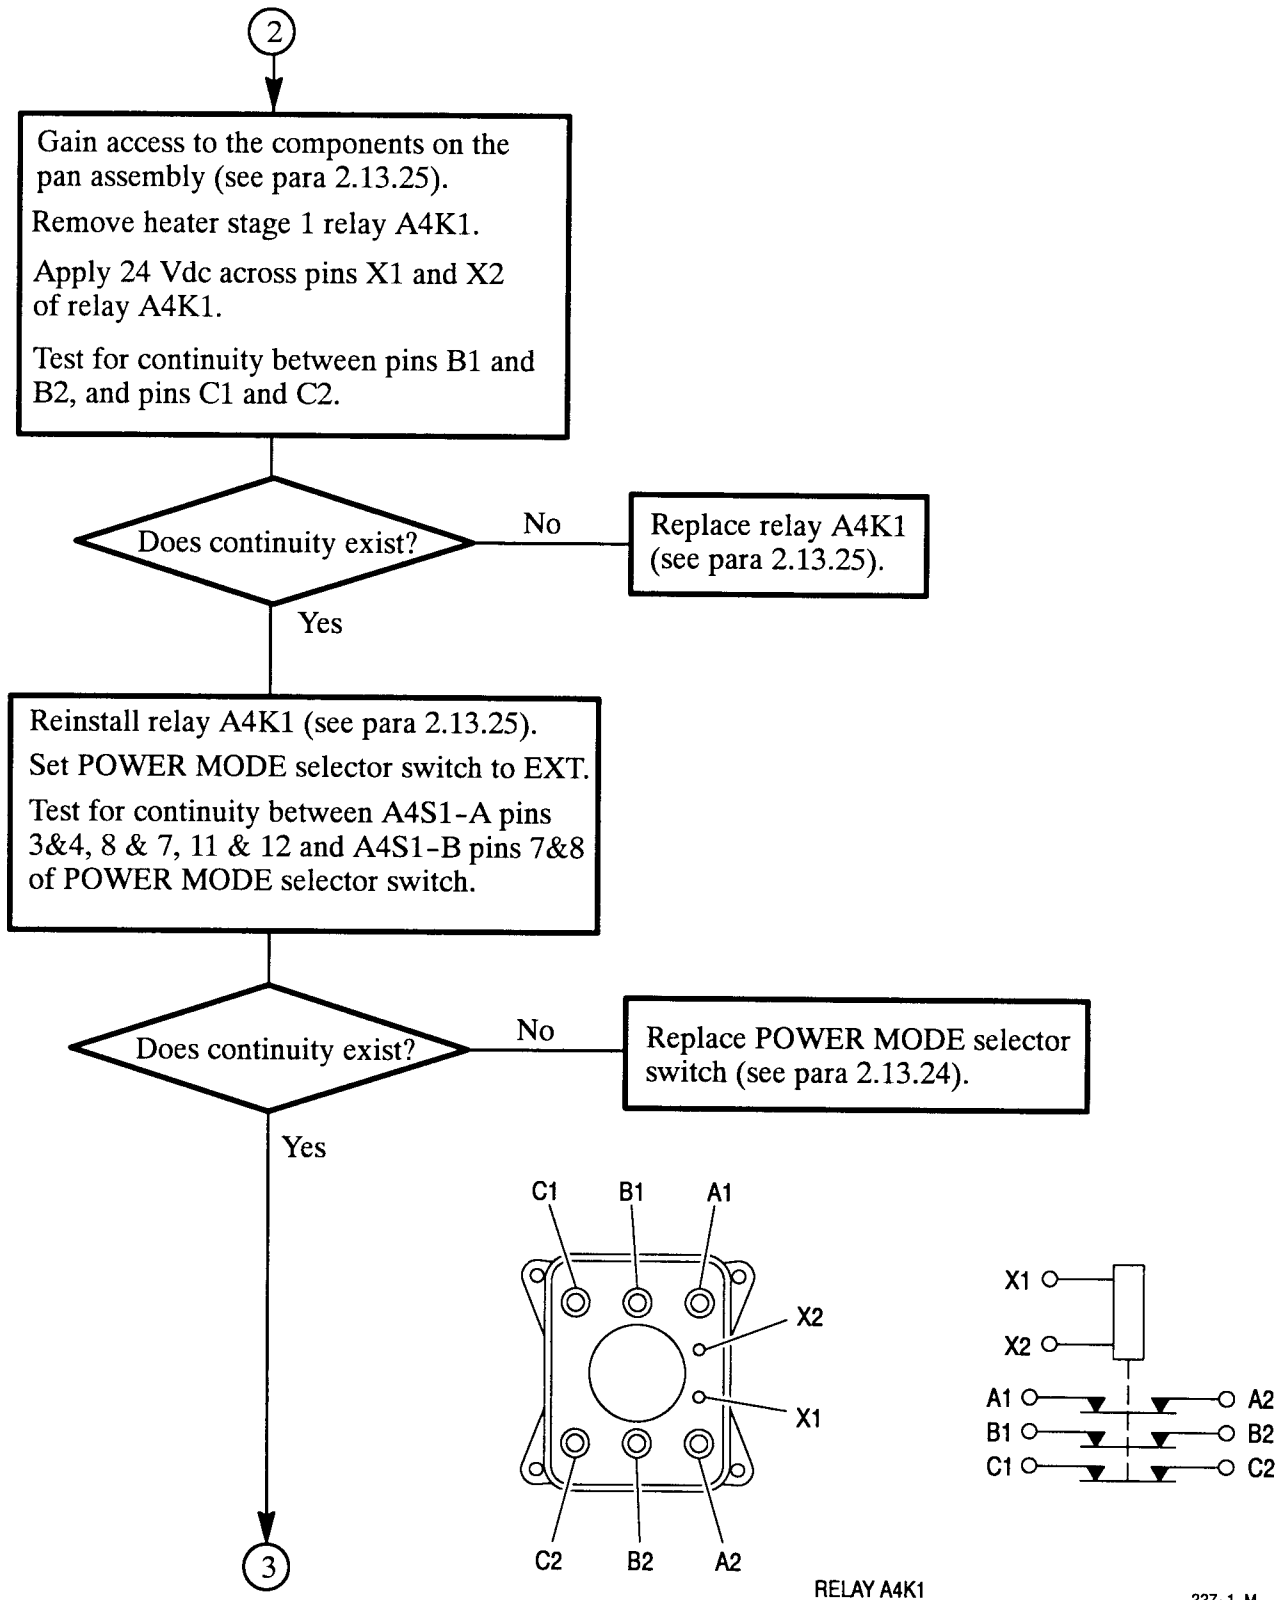 2
Gain access to the components on the
pan assembly (see para 2.13.25).
Remove heater stage 1 relay A4K1.
Apply 24 Vdc across pins X1 and X2
of relay A4K1.
Test for continuity between pins B1 and
B2, and pins C1 and C2.
Does continuity exist?
No
Replace relay A4K1
(see para 2.13.25).
Yes
Reinstall relay A4K1 (see para 2.13.25).
Set POWER MODE selector switch to EXT.
Test for continuity between A4S1-A pins
3&4, 8 & 7, 11 & 12 and A4S1-B pins 7&8
of POWER MODE selector switch.
Does continuity exist?
No
Replace POWER MODE selector
switch (see para 2.13.24).
Yes
C1 B1 A1
X2
X1
C2 B2 A2
X1
X2
A1 A2
B1 B2
C1 C2
3
RELAY A4K1